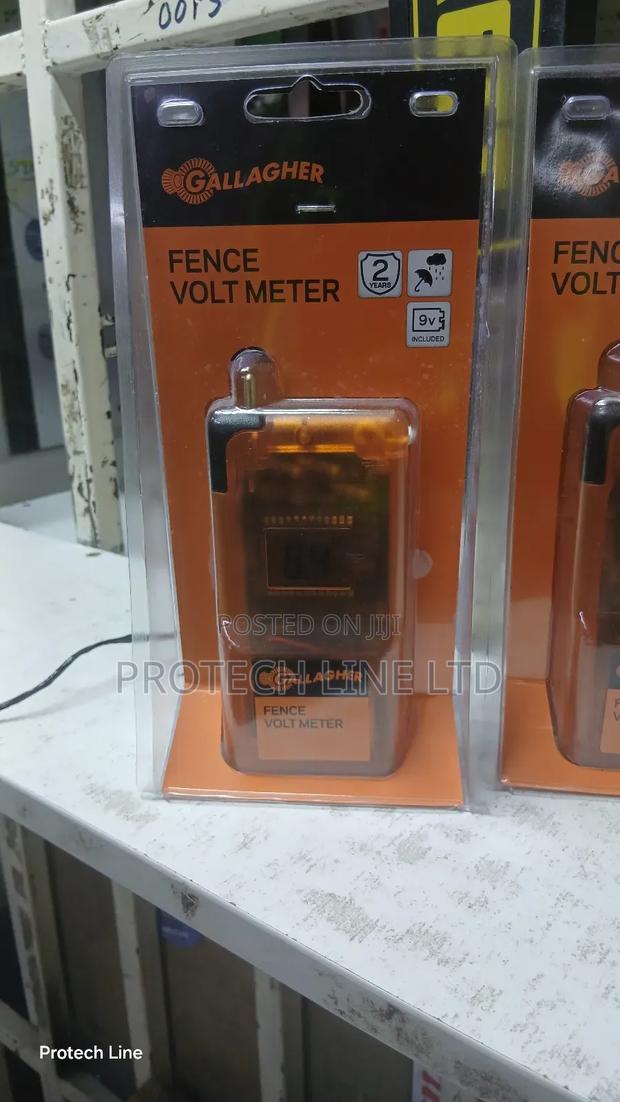 GALLAGHER
FENCE
VOLT METER
2
YEARS
9v
INCLUDED
FENC
VOLT
POSTED ON JIJI
PROTECH LINE LTD
GALLAGHER
FENCE
VOLT METER
Protech Line